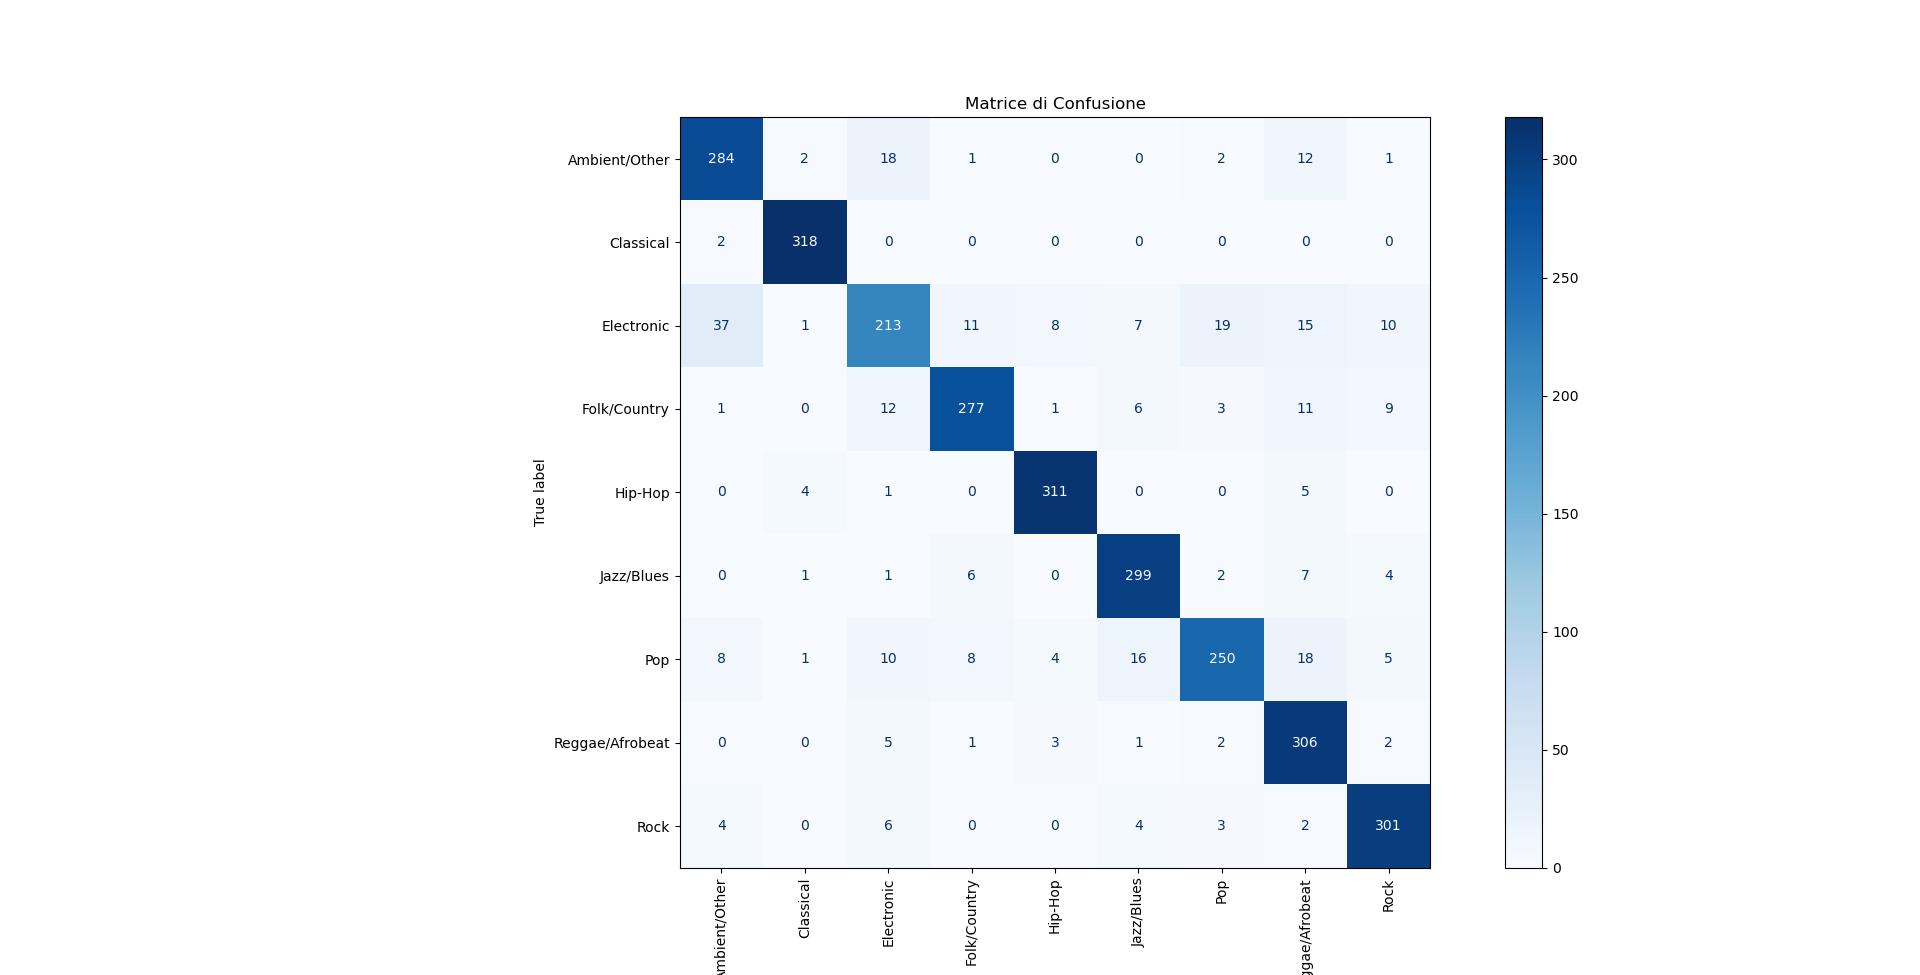 Matrice di Confusione
Ambient/Other 284 2 18 1 0 0 2 12 1
Classical 2 318 0 0 0 0 0 0 0
Electronic 37 1 213 11 8 7 19 15 10
Folk/Country 1 0 12 277 1 6 3 11 9
Hip-Hop 0 4 1 0 311 0 0 5 0
Jazz/Blues 0 1 1 6 0 299 2 7 4
Pop 8 1 10 8 4 16 250 18 5
Reggae/Afrobeat 0 0 5 1 3 1 2 306 2
Rock 4 0 6 0 0 4 3 2 301
True label
mbient/Other
Classical
Electronic
Folk/Country
Hip-Hop
Jazz/Blues
Pop
ggae/Afrobeat
Rock
300
250
200
150
100
50
0